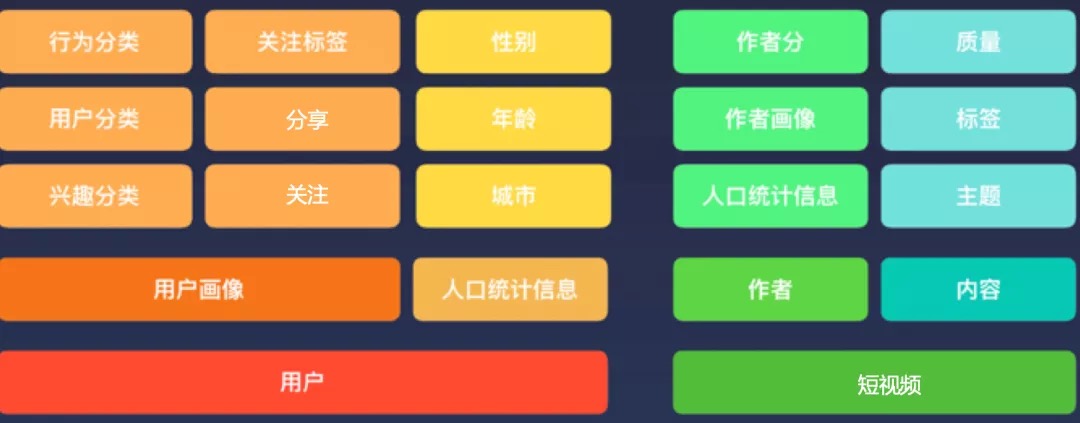 行为分类 关注标签 性别 作者分 质量
用户分类 分享 年龄 作者画像 标签
兴趣分类 关注 城市 人口统计信息 主题
用户画像 人口统计信息 作者 内容
用户 短视频